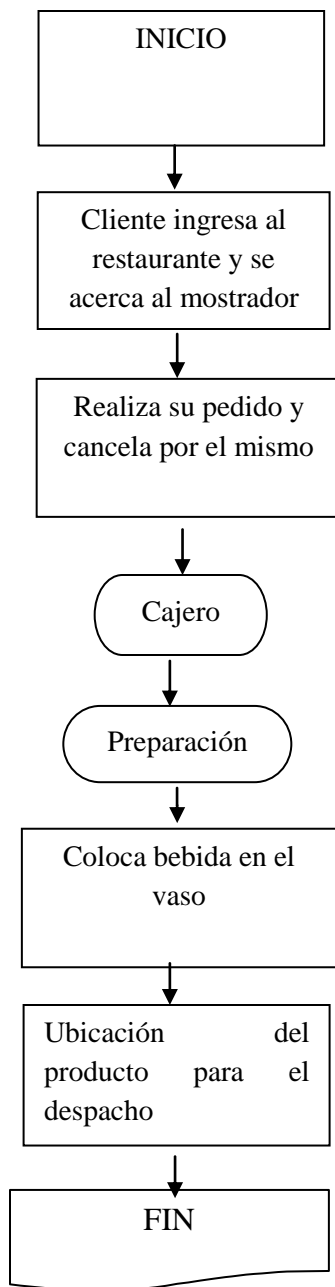 INICIO
Cliente ingresa al
restaurante y se
acerca al mostrador
Realiza su pedido y
cancela por el mismo
Cajero
Preparación
Coloca bebida en el
vaso
Ubicación del
producto para el
despacho
FIN